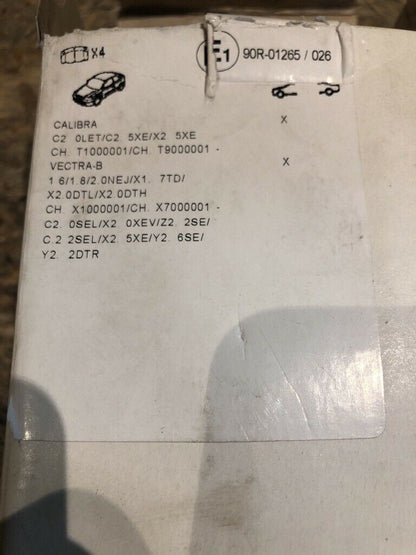 X4
E1 90R-01265 / 026
CALIBRA X
C2. 0LET/C2. 5XE/X2. 5XE
CH. T1000001/CH. T9000001 -
VECTRA-B X
1.6/1.8/2.0NEJ/X1. 7TD/
X2.0DTL/X2.0DTH
CH. X1000001/CH. X7000001 -
C2. 0SEL/X2. 0XEV/Z2. 2SE/
C.2 2SEL/X2. 5XE/Y2. 6SE/
Y2. 2DTR